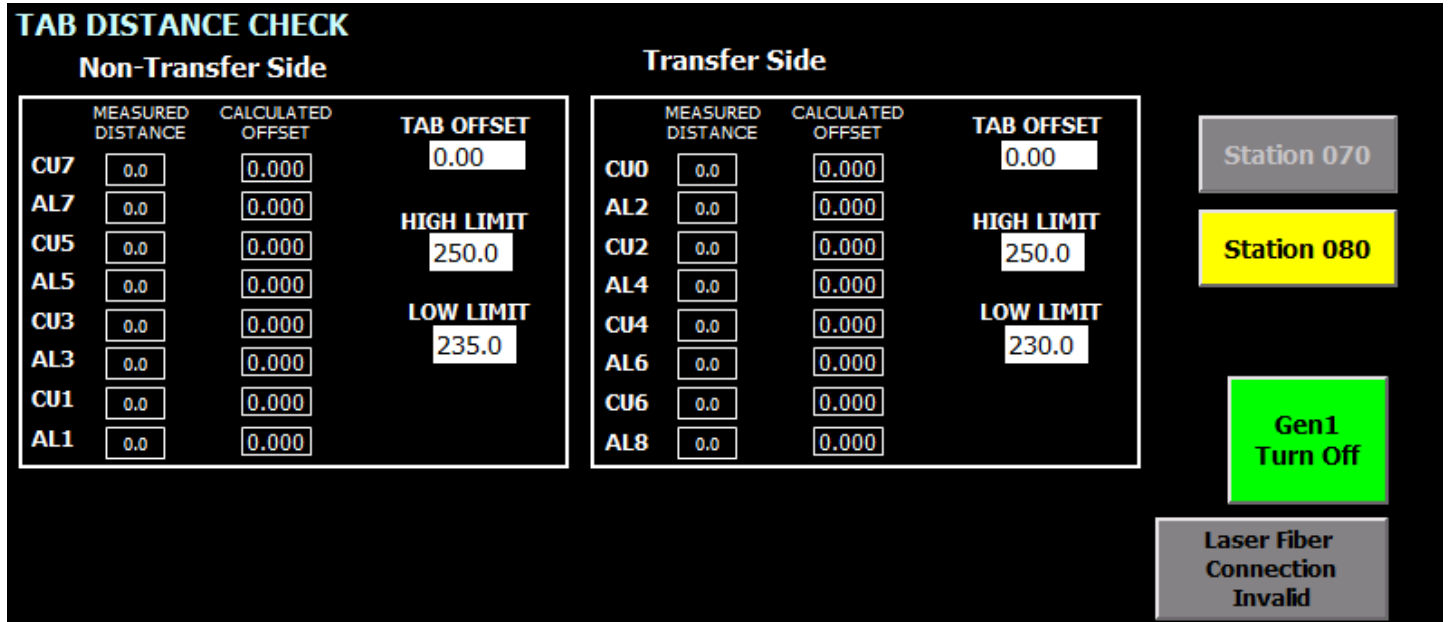 TAB DISTANCE CHECK
Non-Transfer Side
MEASURED DISTANCE CALCULATED OFFSET TAB OFFSET
CU7 0.0 0.000 0.00
AL7 0.0 0.000
HIGH LIMIT
CU5 0.0 0.000 250.0
AL5 0.0 0.000
LOW LIMIT
CU3 0.0 0.000 235.0
AL3 0.0 0.000
CU1 0.0 0.000
AL1 0.0 0.000
Transfer Side
MEASURED DISTANCE CALCULATED OFFSET TAB OFFSET
CU0 0.0 0.000 0.00
AL2 0.0 0.000
HIGH LIMIT
CU2 0.0 0.000 250.0
AL4 0.0 0.000
LOW LIMIT
CU4 0.0 0.000 230.0
AL6 0.0 0.000
CU6 0.0 0.000
AL8 0.0 0.000
Station 070
Station 080
Gen1
Turn Off
Laser Fiber
Connection
Invalid